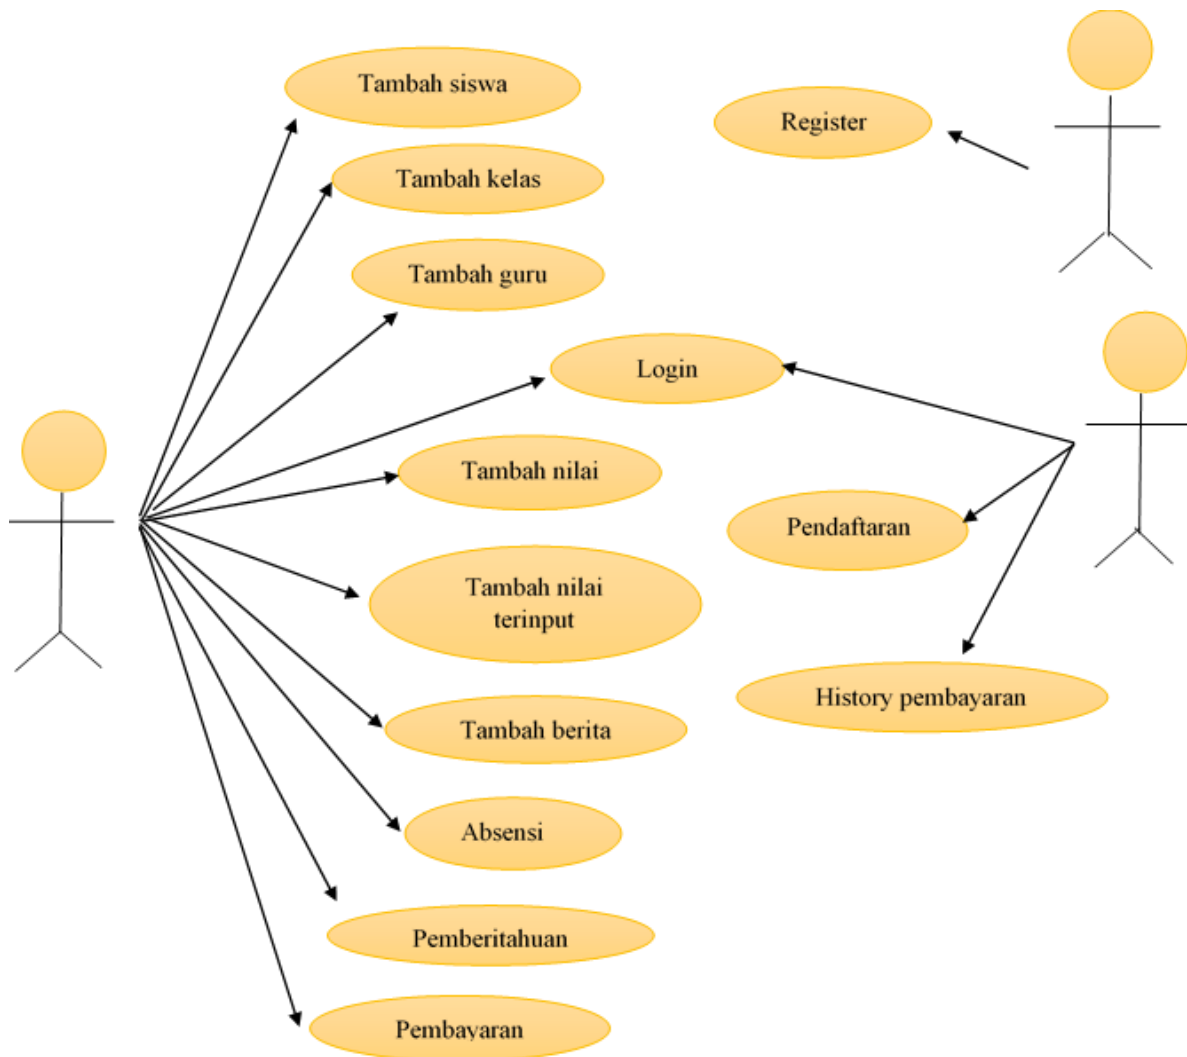 Tambah siswa
Register
Tambah kelas
Tambah guru
Login
Tambah nilai
Pendaftaran
Tambah nilai
terinput
History pembayaran
Tambah berita
Absensi
Pemberitahuan
Pembayaran